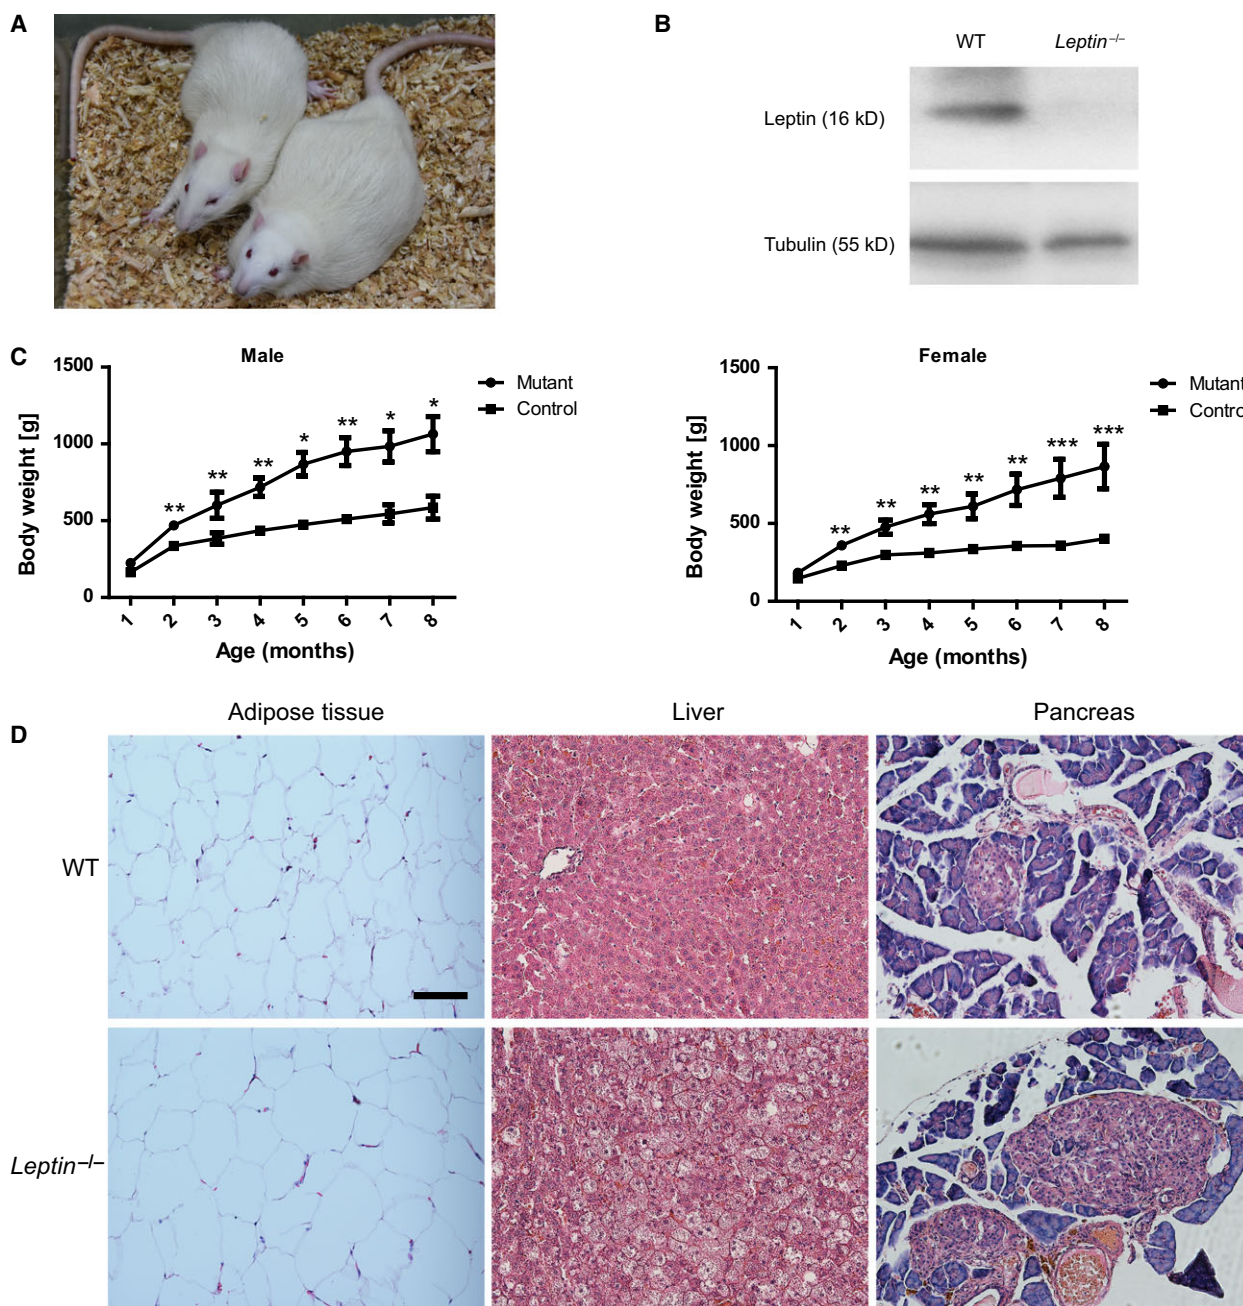 A
B
WT Leptin–/–
Leptin (16 kD)
Tubulin (55 kD)
C
Male
1500
1000
500
0
Body weight [g]
** ** ** * ** * *
1 2 3 4 5 6 7 8
Age (months)
Mutant
Control
Female
1500
1000
500
0
Body weight [g]
** ** ** ** ** *** ***
1 2 3 4 5 6 7 8
Age (months)
Mutant
Contro
D
Adipose tissue Liver Pancreas
WT
Leptin–/–